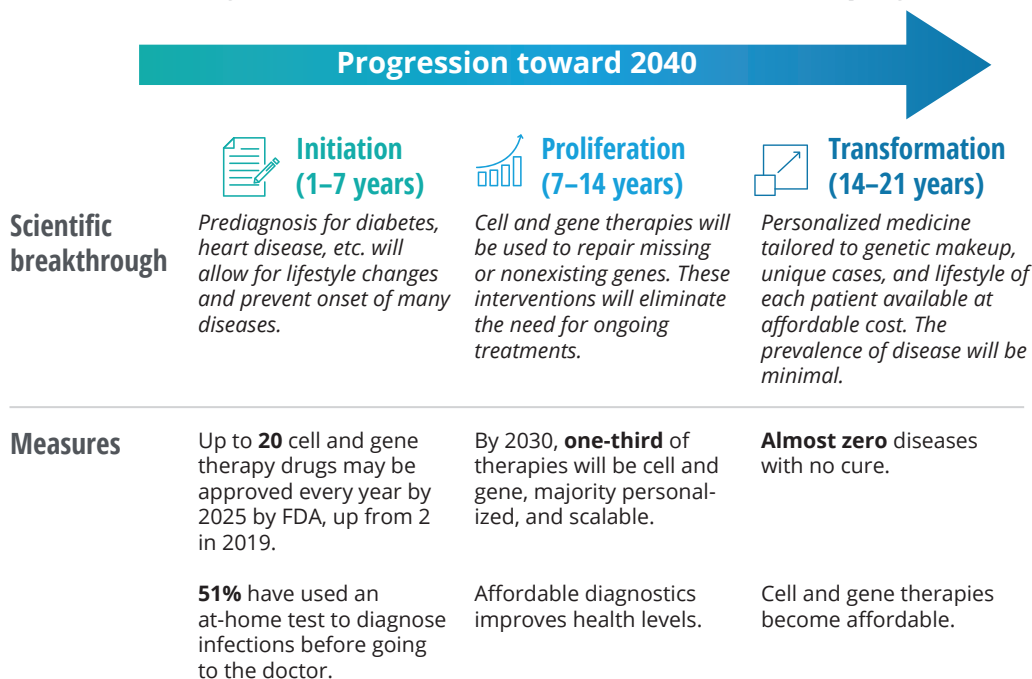 Progression toward 2040
Initiation
(1–7 years)
Proliferation
(7–14 years)
Transformation
(14–21 years)
Scientific
breakthrough
Prediagnosis for diabetes,
heart disease, etc. will
allow for lifestyle changes
and prevent onset of many
diseases.
Cell and gene therapies will
be used to repair missing
or nonexisting genes. These
interventions will eliminate
the need for ongoing
treatments.
Personalized medicine
tailored to genetic makeup,
unique cases, and lifestyle of
each patient available at
affordable cost. The
prevalence of disease will be
minimal.
Measures
Up to 20 cell and gene
therapy drugs may be
approved every year by
2025 by FDA, up from 2
in 2019.
By 2030, one-third of
therapies will be cell and
gene, majority personal-
ized, and scalable.
Almost zero diseases
with no cure.
51% have used an
at-home test to diagnose
infections before going
to the doctor.
Affordable diagnostics
improves health levels.
Cell and gene therapies
become affordable.